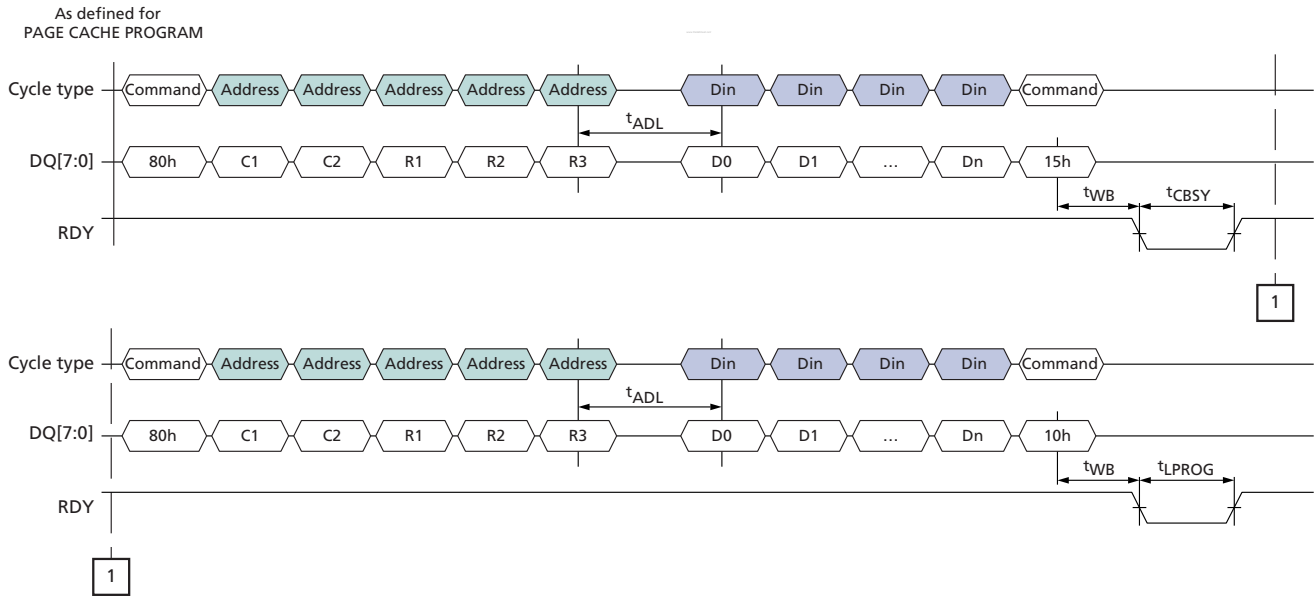 As defined for
PAGE CACHE PROGRAM
Cycle type Command Address Address Address Address Address Din Din Din Din Command
tADL
DQ[7:0] 80h C1 C2 R1 R2 R3 D0 D1 … Dn 15h
tWB tCBSY
RDY
1
Cycle type Command Address Address Address Address Address Din Din Din Din Command
tADL
DQ[7:0] 80h C1 C2 R1 R2 R3 D0 D1 … Dn 10h
tWB tLPROG
RDY
1